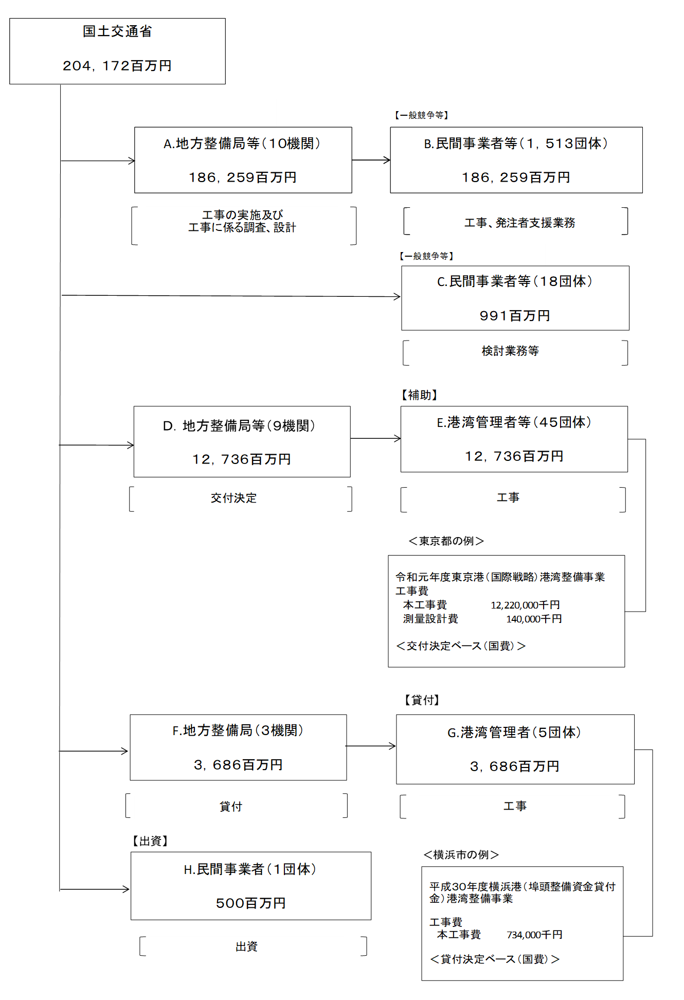 国土交通省
２０４，１７２百万円
【一般競争等】
A.地方整備局等（１０機関）
１８６，２５９百万円
B.民間事業者等（１，５１３団体）
１８６，２５９百万円
工事の実施及び
工事に係る調査、設計
工事、発注者支援業務
【一般競争等】
C.民間事業者等（１８団体）
９９１百万円
検討業務等
【補助】
Ｄ．地方整備局等（９機関）
１２，７３６百万円
E.港湾管理者等（４５団体）
１２，７３６百万円
交付決定
工事
＜東京都の例＞
令和元年度東京港（国際戦略）港湾整備事業
工事費
本工事費 12,220,000千円
測量設計費 140,000千円
＜交付決定ベース（国費）＞
【貸付】
F.地方整備局（３機関）
３，６８６百万円
G.港湾管理者（５団体）
３，６８６百万円
貸付
工事
【出資】
H.民間事業者（１団体）
５００百万円
出資
＜横浜市の例＞
平成３０年度横浜港（埠頭整備資金貸付
金）港湾整備事業
工事費
本工事費 734,000千円
＜貸付決定ベース（国費）＞